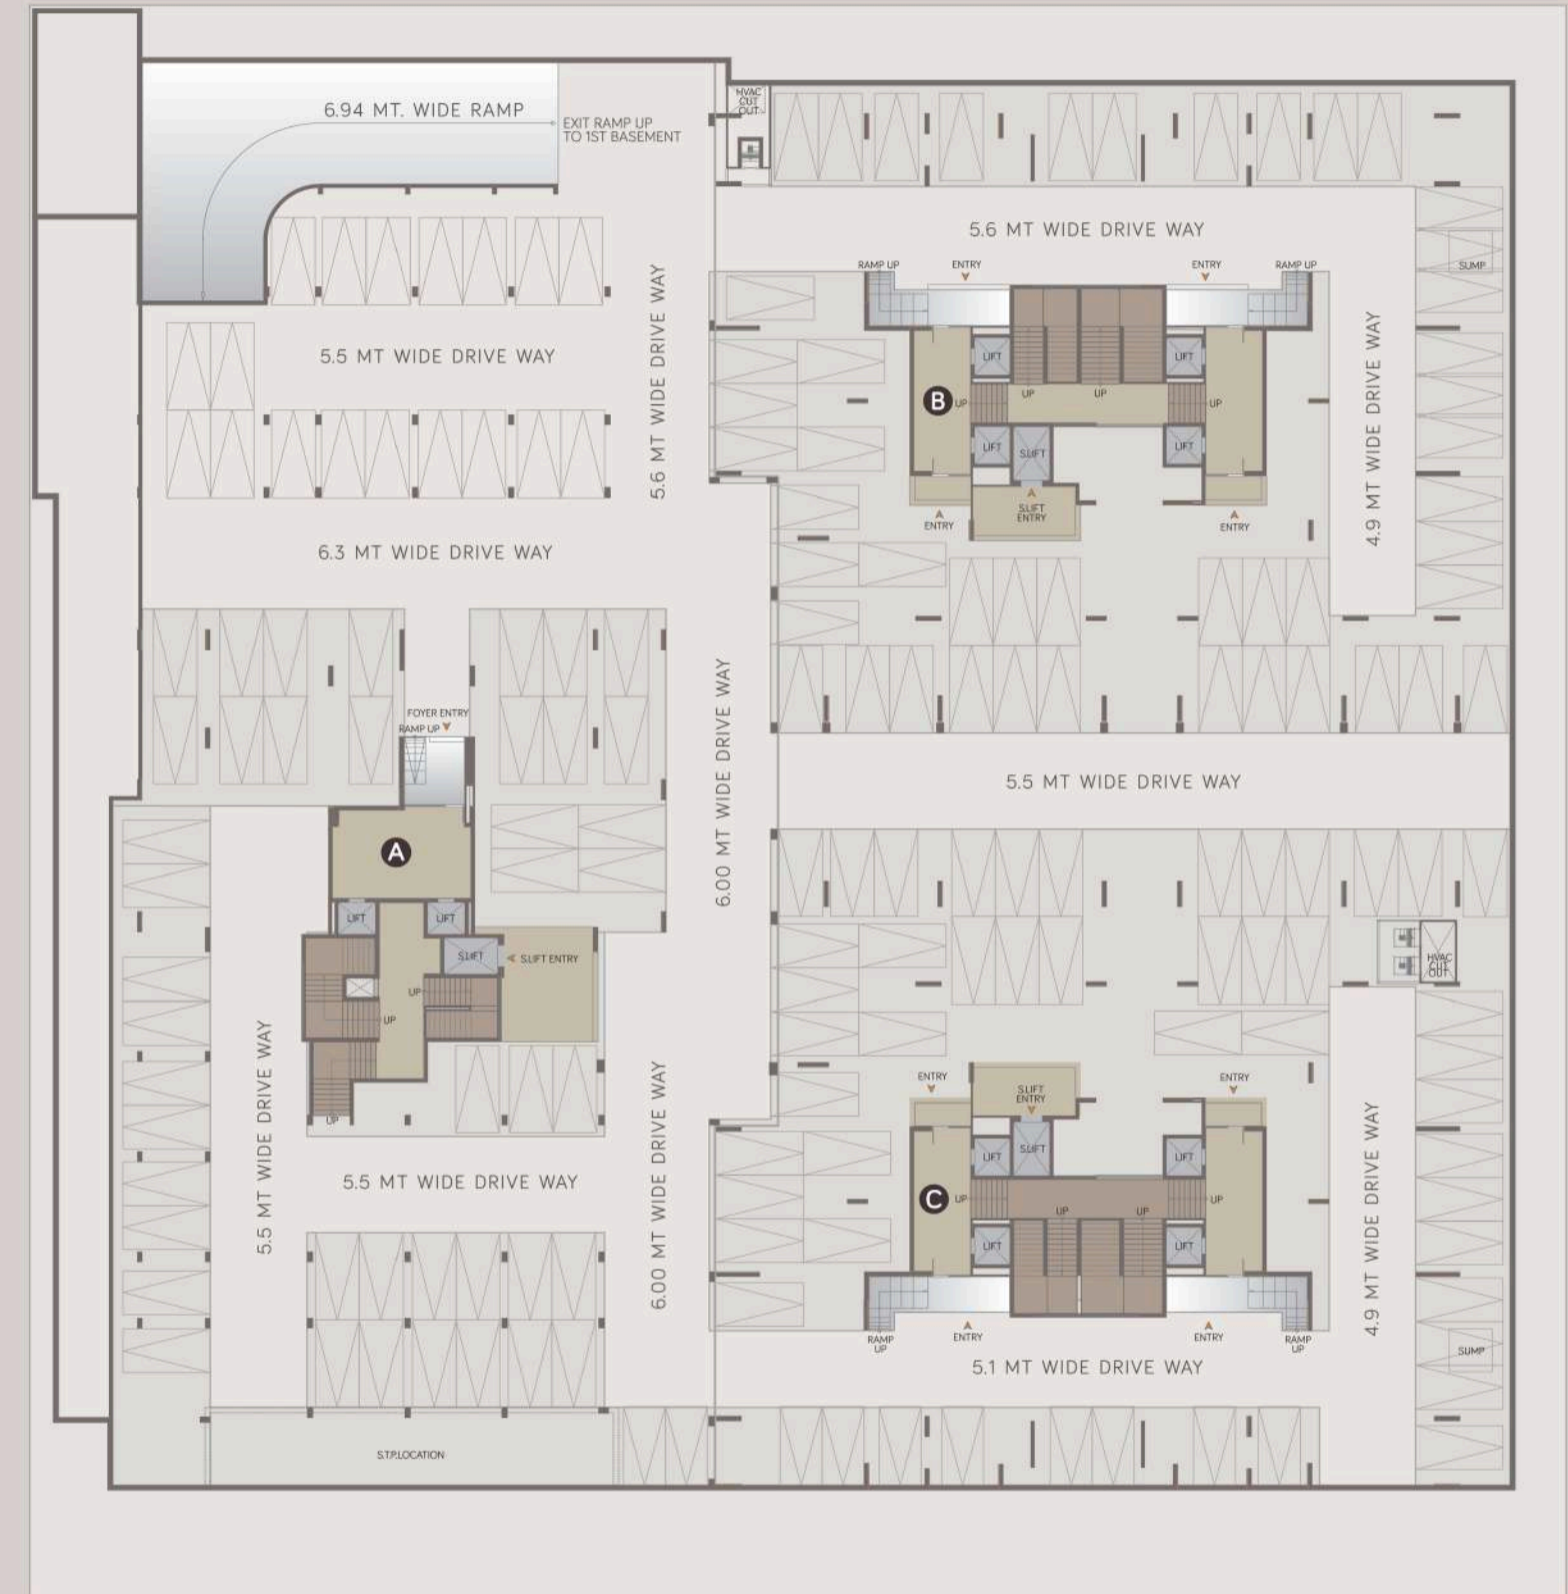 6.94 MT. WIDE RAMP
EXIT RAMP UP
TO 1ST BASEMENT
HVAC
CUT
OUT
5.6 MT WIDE DRIVE WAY
RAMP UP
ENTRY
ENTRY
RAMP UP
SUMP
5.5 MT WIDE DRIVE WAY
5.6 MT WIDE DRIVE WAY
4.9 MT WIDE DRIVE WAY
LIFT
LIFT
B
UP
UP
UP
UP
LIFT
S.LIFT
LIFT
S.LIFT
ENTRY
ENTRY
ENTRY
6.3 MT WIDE DRIVE WAY
FOYER ENTRY
RAMP UP
6.00 MT WIDE DRIVE WAY
5.5 MT WIDE DRIVE WAY
A
LIFT
LIFT
S.LIFT
S.LIFT ENTRY
UP
UP
UP
HVAC
CUT
OUT
5.5 MT WIDE DRIVE WAY
6.00 MT WIDE DRIVE WAY
5.5 MT WIDE DRIVE WAY
ENTRY
S.LIFT
ENTRY
ENTRY
LIFT
S.LIFT
LIFT
C
UP
UP
UP
UP
LIFT
LIFT
4.9 MT WIDE DRIVE WAY
RAMP
UP
ENTRY
ENTRY
RAMP
UP
SUMP
5.1 MT WIDE DRIVE WAY
S.T.P.LOCATION